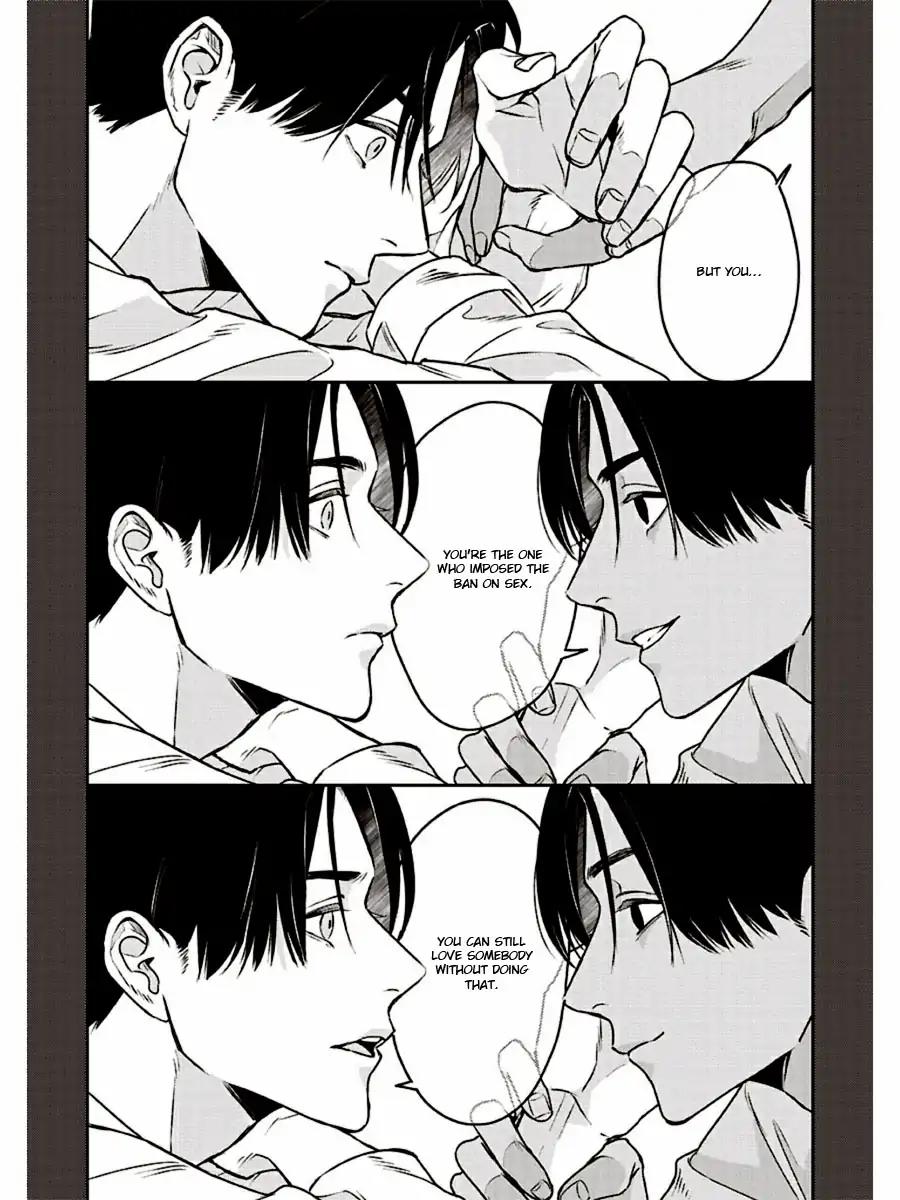 BUT YOU...
YOU'RE THE ONE
WHO IMPOSED THE
BAN ON SEX.
YOU CAN STILL
LOVE SOMEBODY
WITHOUT DOING
THAT.